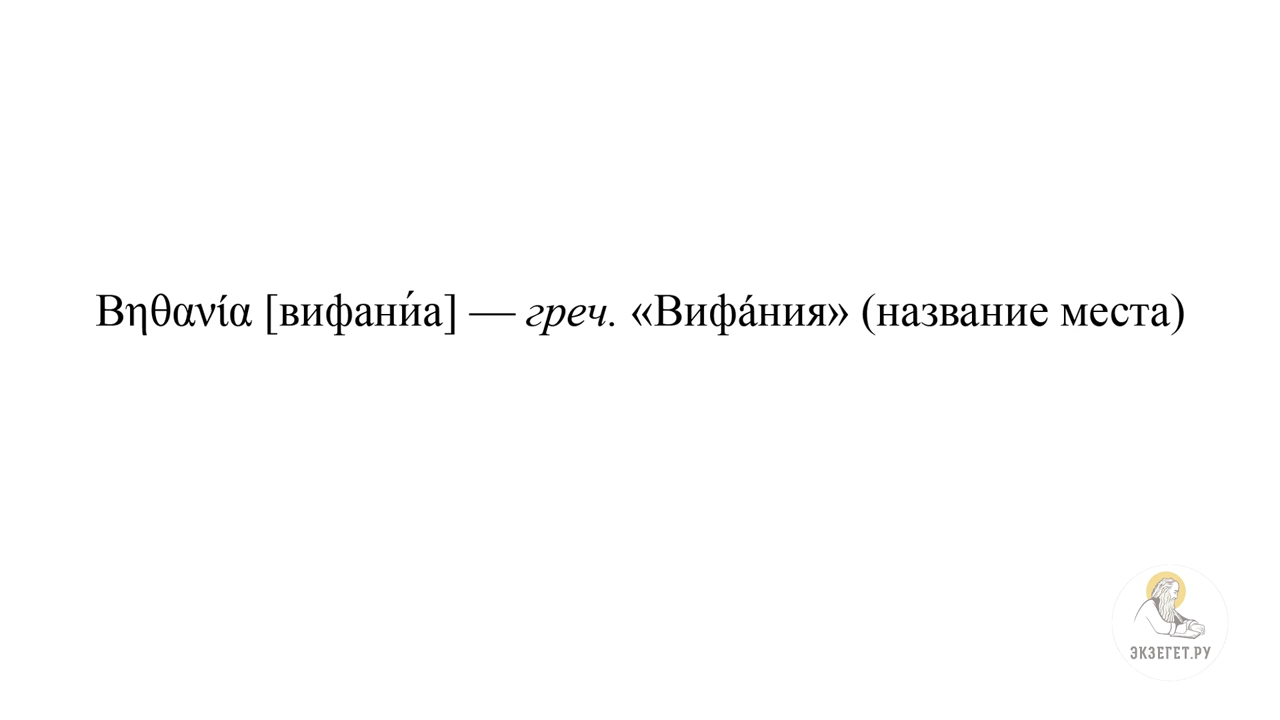 Βηθανία [вифани́а] — греч. «Вифа́ния» (название места)
ЭКЗЕГЕТ.РУ